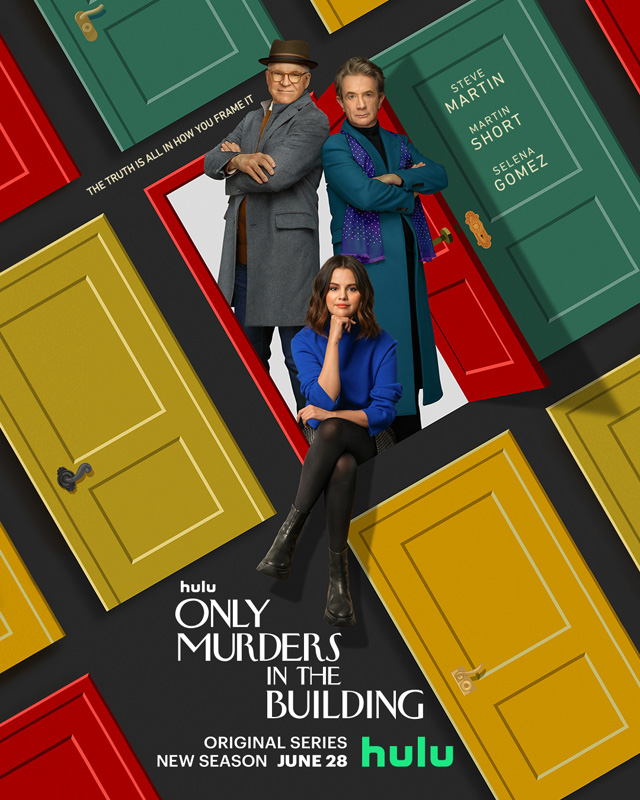 THE TRUTH IS ALL IN HOW YOU FRAME IT
STEVE
MARTIN
MARTIN
SHORT
SELENA
GOMEZ
hulu
ONLY
MURDERS
IN THE
BUILDING
ORIGINAL SERIES
NEW SEASON JUNE 28
hulu